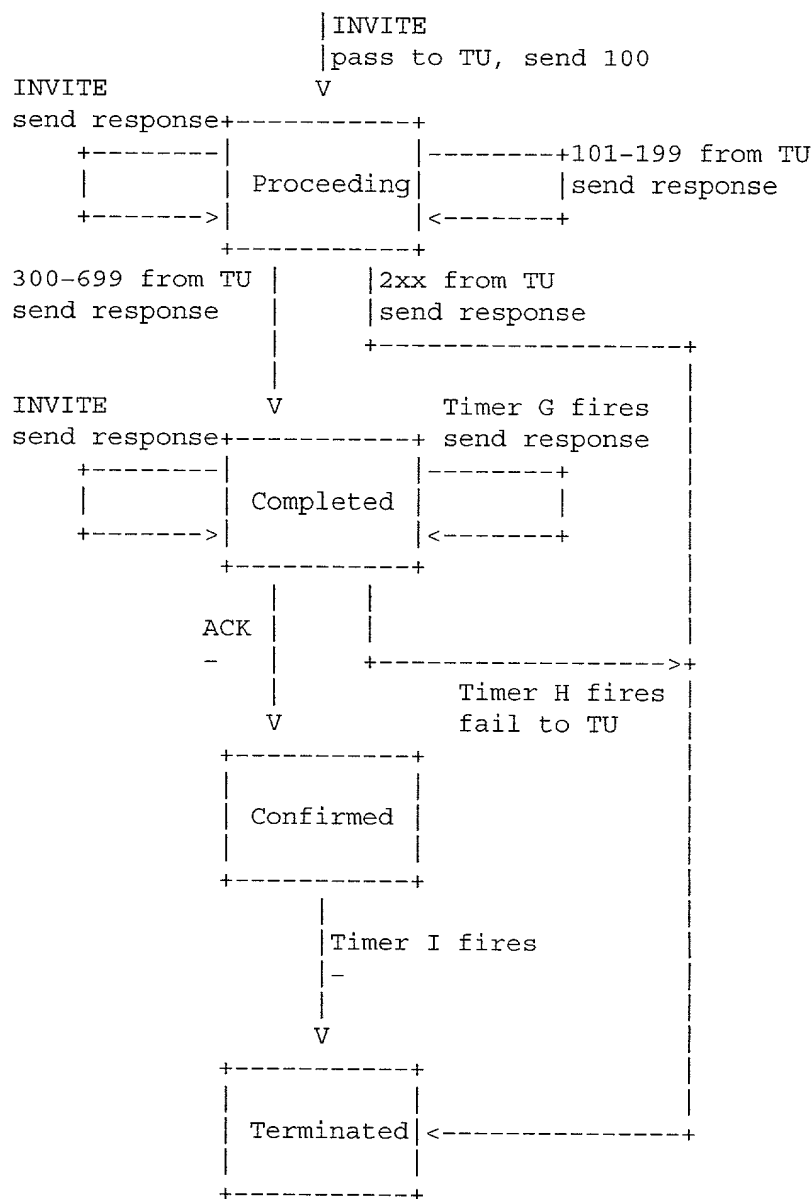 |INVITE
|pass to TU, send 100
INVITE V
send response+-----------+
+--------| |--------+101-199 from TU
| | Proceeding| |send response
+------->| |<-------+
+-----------+
300-699 from TU | |2xx from TU
send response | |send response
| +--------------------+
| |
INVITE V Timer G fires |
send response+-----------+ send response |
+--------| |--------+ |
| | Completed | | |
+------->| |<-------+ |
+-----------+ |
| | |
ACK | | |
- | +------------------->+
| Timer H fires |
V fail to TU |
+-----------+ |
| | |
| Confirmed | |
| | |
+-----------+ |
| |
|Timer I fires |
|- |
| |
V |
+-----------+ |
| | |
| Terminated|<----------------+
| |
+-----------+